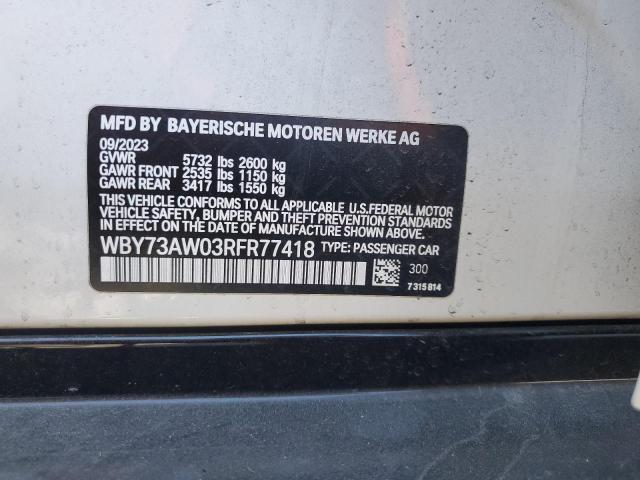 MFD BY BAYERISCHE MOTOREN WERKE AG
09/2023
GVWR 5732 lbs 2600 kg
GAWR FRONT 2535 lbs 1150 kg
GAWR REAR 3417 lbs 1550 kg
THIS VEHICLE CONFORMS TO ALL APPLICABLE U.S.FEDERAL MOTOR
VEHICLE SAFETY, BUMPER, AND THEFT PREVENTION STANDARDS
IN EFFECT ON THE DATE OF MANUFACTURE SHOWN ABOVE.
WBY73AW03RFR77418 TYPE: PASSENGER CAR
300
7315814